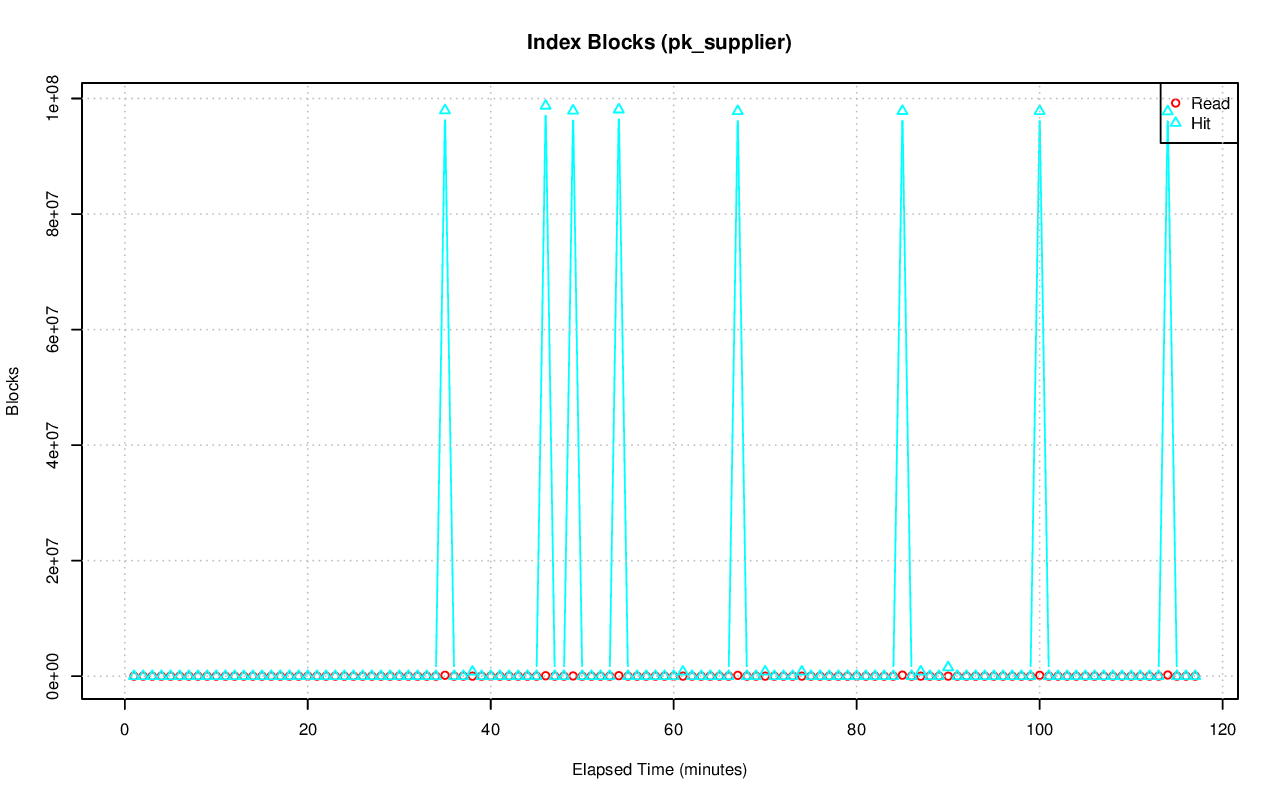 Index Blocks (pk_supplier)
Read
Hit
1e+08
8e+07
6e+07
4e+07
2e+07
0e+00
Blocks
0 20 40 60 80 100 120
Elapsed Time (minutes)